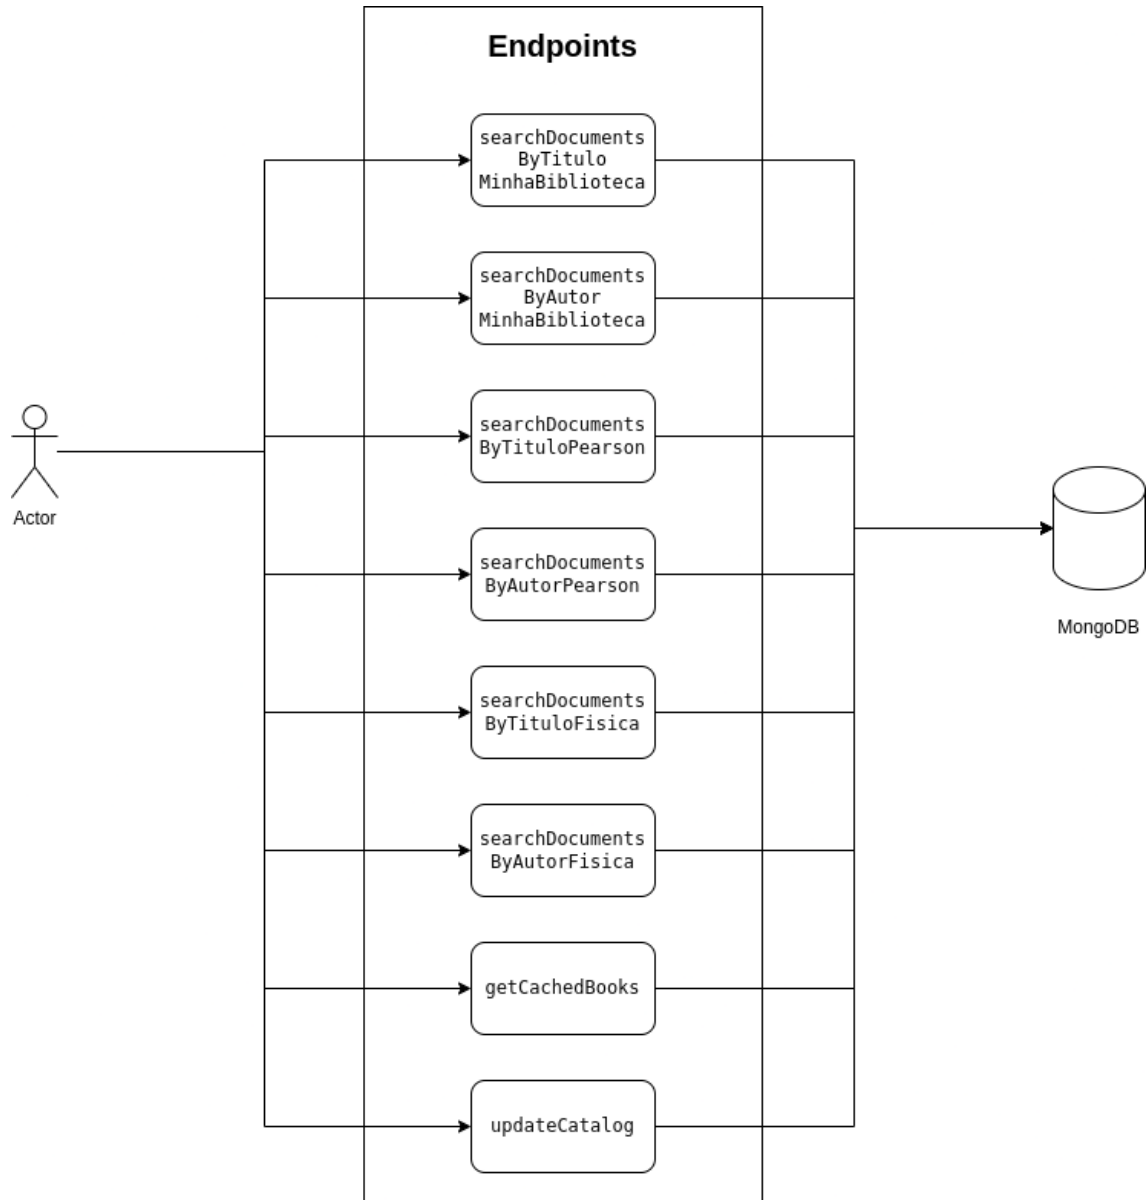 Endpoints
searchDocuments
ByTitulo
MinhaBiblioteca
searchDocuments
ByAutor
MinhaBiblioteca
searchDocuments
ByTituloPearson
searchDocuments
ByAutorPearson
searchDocuments
ByTituloFisica
searchDocuments
ByAutorFisica
getCachedBooks
updateCatalog
Actor
MongoDB